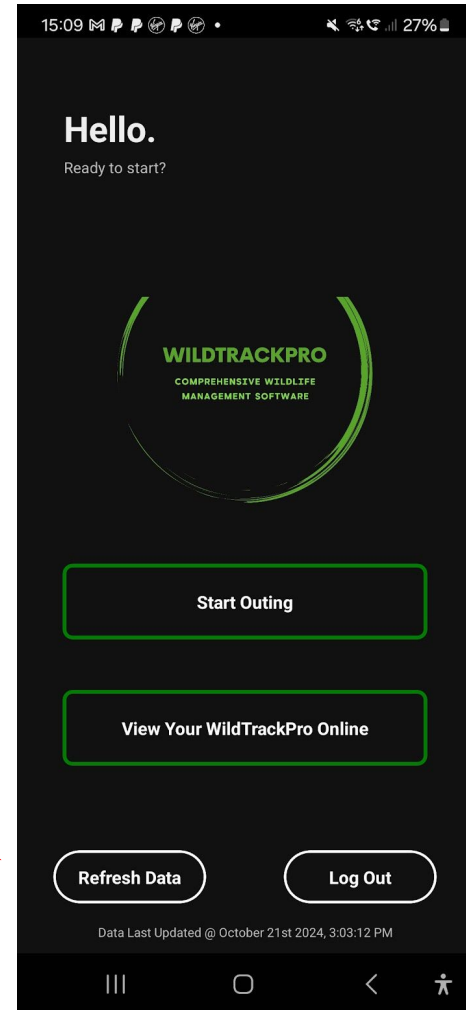 15:09 27%
Hello.
Ready to start?
WILDTRACKPRO
COMPREHENSIVE WILDLIFE
MANAGEMENT SOFTWARE
Start Outing
View Your WildTrackPro Online
Refresh Data Log Out
Data Last Updated @ October 21st 2024, 3:03:12 PM